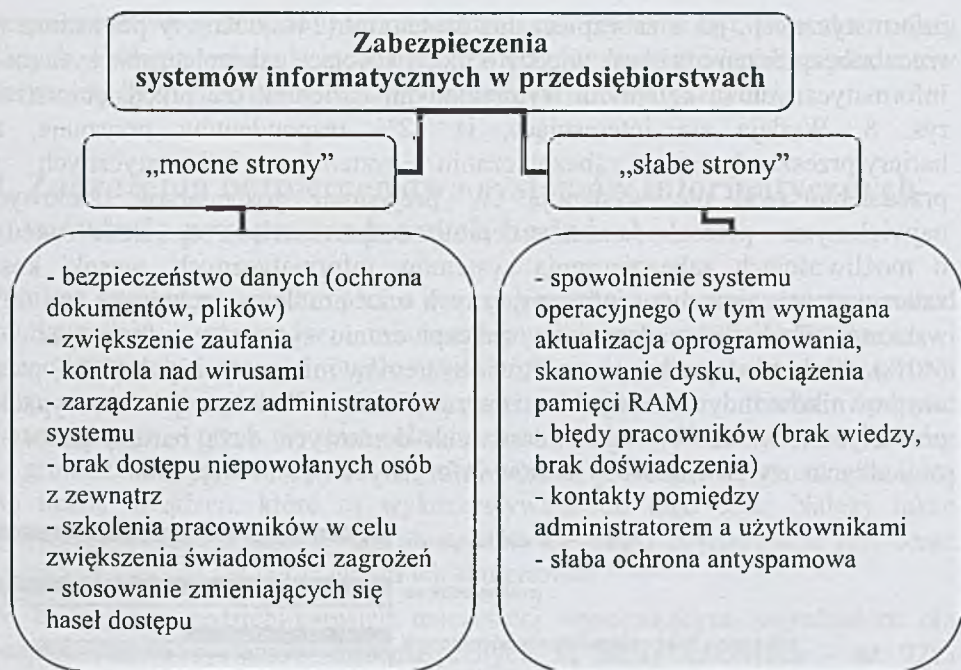 Zabezpieczenia
systemów informatycznych w przedsiębiorstwach
„mocne strony”
„słabe strony”
- bezpieczeństwo danych (ochrona
dokumentów, plików)
- zwiększenie zaufania
- kontrola nad wirusami
- zarządzanie przez administratorów
systemu
- brak dostępu niepowołanych osób
z zewnątrz
- szkolenia pracowników w celu
zwiększenia świadomości zagrożeń
- stosowanie zmieniających się
haseł dostępu
- spowolnienie systemu
operacyjnego (w tym wymagana
aktualizacja oprogramowania,
skanowanie dysku, obciążenia
pamięci RAM)
- błędy pracowników (brak wiedzy,
brak doświadczenia)
- kontakty pomiędzy
administratorem a użytkownikami
- słaba ochrona antyspamowa